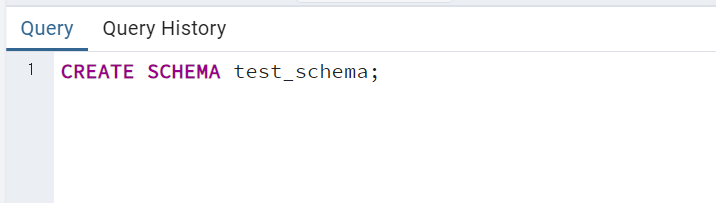 Query Query History
1 CREATE SCHEMA test_schema;